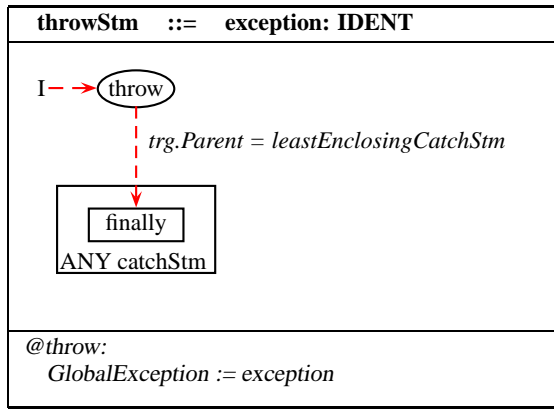 throwStm ::= exception: IDENT
I
throw
trg.Parent = leastEnclosingCatchStm
finally
ANY catchStm
@throw:
GlobalException := exception